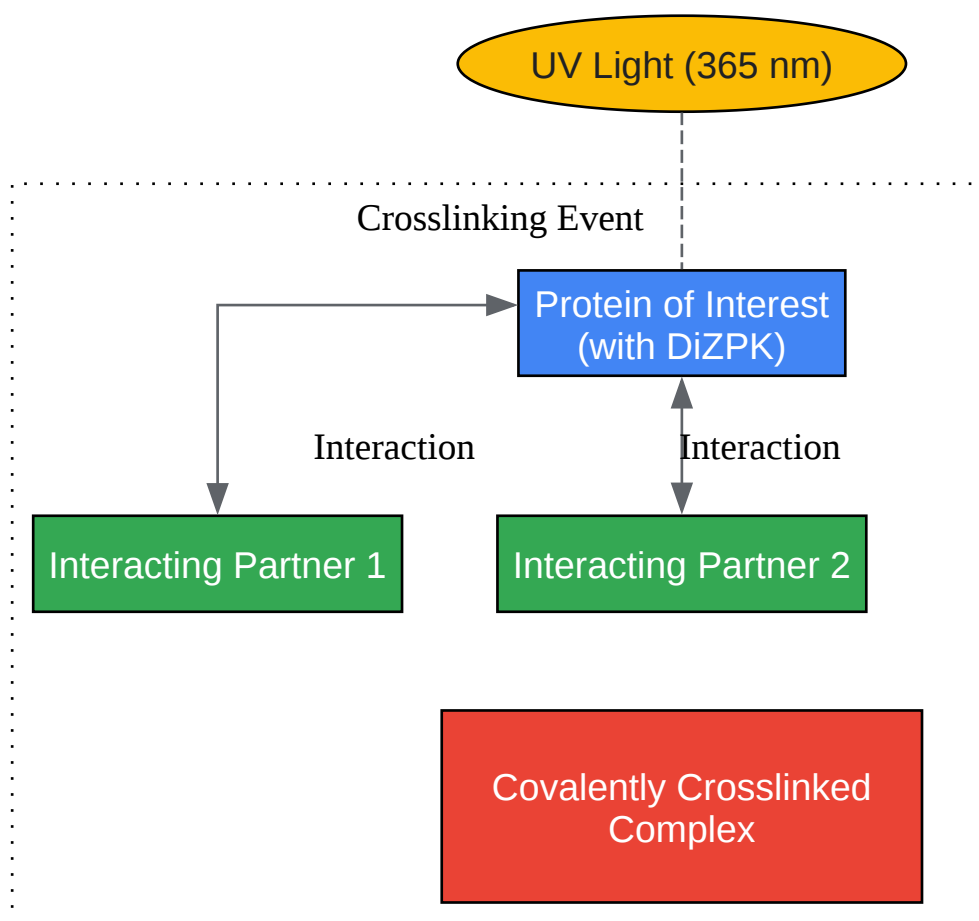 UV Light (365 nm)
Crosslinking Event
Protein of Interest
(with DiZPK)
Interaction
Interaction
Interacting Partner 1
Interacting Partner 2
Covalently Crosslinked
Complex